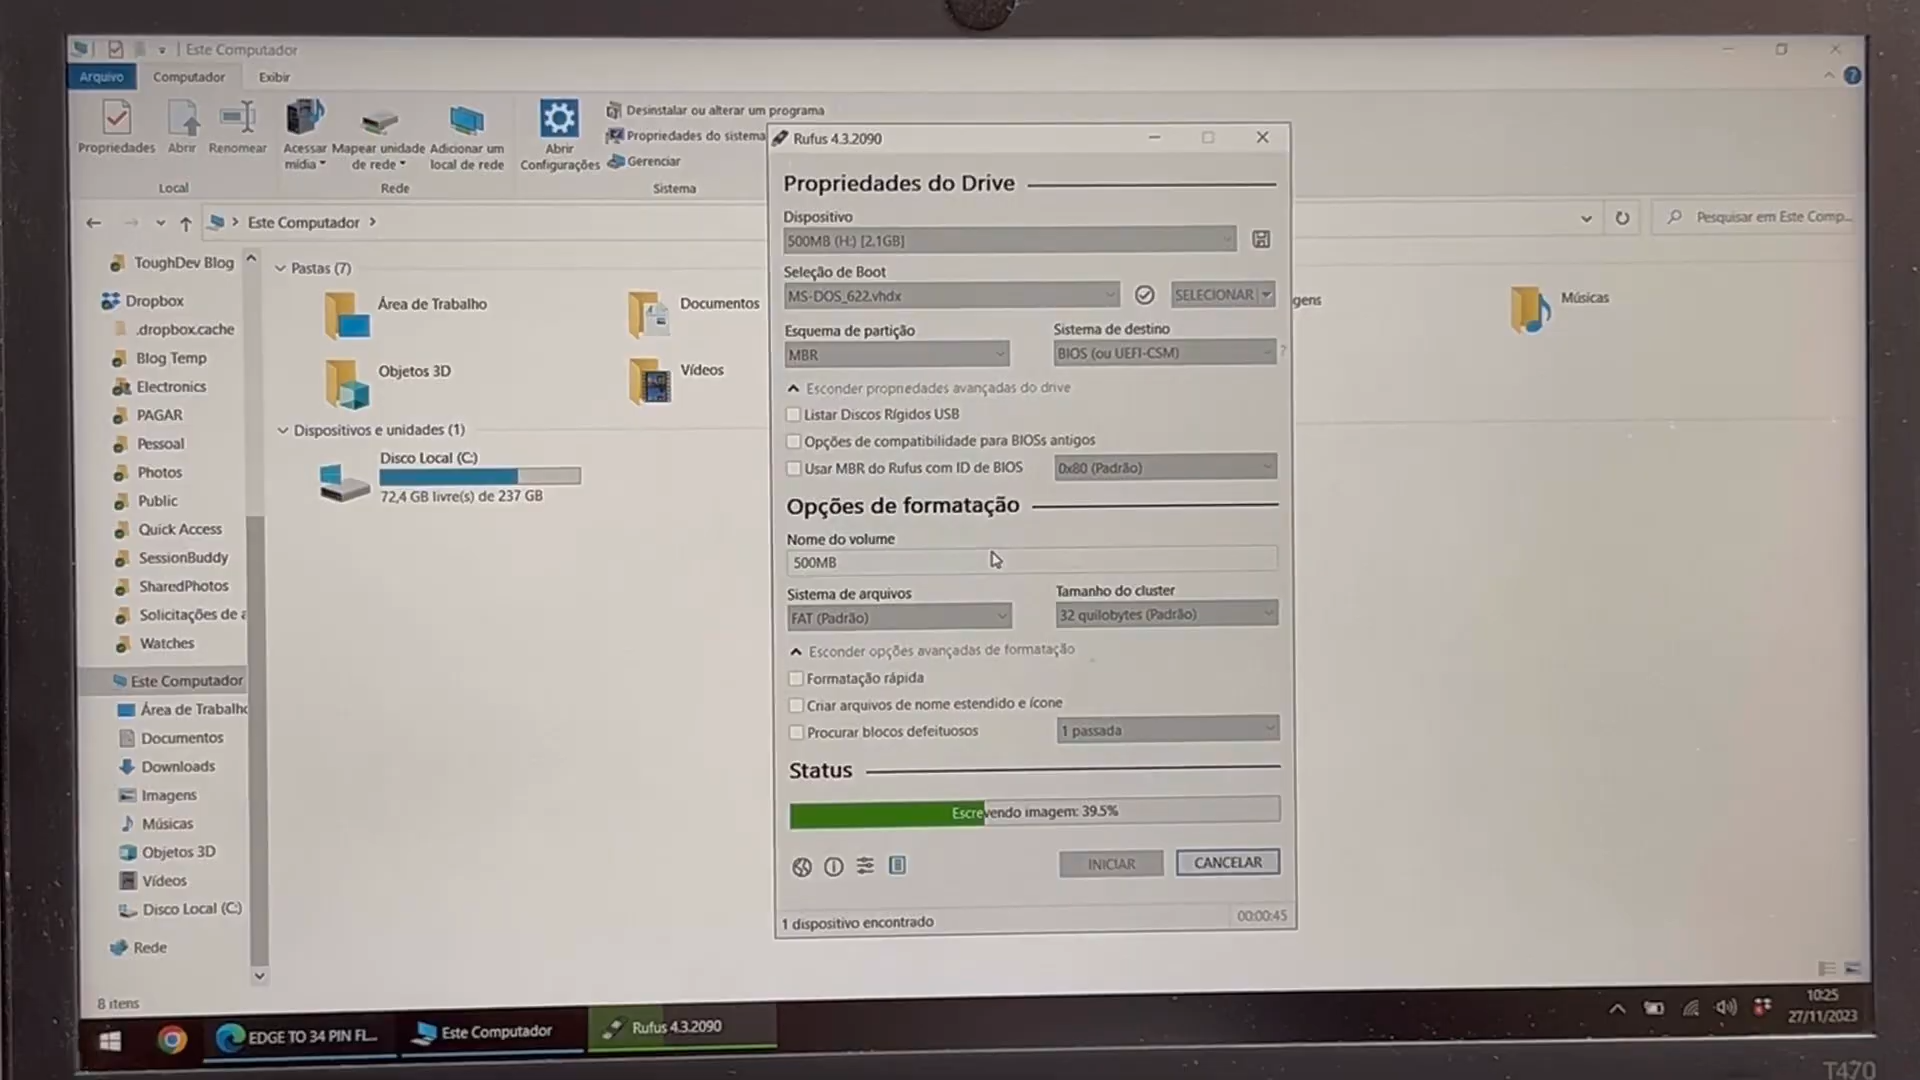 Este Computador
Arquivo
Computador
Exibir
Propriedades
Abrir
Renomear
Acessar mídia
Mapear unidade de rede
Adicionar um local de rede
Abrir Configurações
Desinstalar ou alterar um programa
Propriedades do sistema
Gerenciar
Local
Rede
Sistema
Este Computador
Pesquisar em Este Comp...
ToughDev Blog
Dropbox
.dropbox.cache
Blog Temp
Electronics
PAGAR
Pessoal
Photos
Public
Quick Access
SessionBuddy
SharedPhotos
Solicitações de a
Watches
Este Computador
Área de Trabalho
Documentos
Downloads
Imagens
Músicas
Objetos 3D
Vídeos
Disco Local (C:)
Rede
8 itens
Pastas (7)
Área de Trabalho
Documentos
gens
Músicas
Objetos 3D
Vídeos
Dispositivos e unidades (1)
Disco Local (C:)
72,4 GB livre(s) de 237 GB
Rufus 4.3.2090
Propriedades do Drive
Dispositivo
500MB (H:) [2.1GB]
Seleção de Boot
MS-DOS_622.vhdx
SELECIONAR
Esquema de partição
Sistema de destino
MBR
BIOS (ou UEFI-CSM)
?
Esconder propriedades avançadas do drive
Listar Discos Rígidos USB
Opções de compatibilidade para BIOSs antigos
Usar MBR do Rufus com ID de BIOS
0x80 (Padrão)
Opções de formatação
Nome do volume
500MB
Sistema de arquivos
Tamanho do cluster
FAT (Padrão)
32 quilobytes (Padrão)
Esconder opções avançadas de formatação
Formatação rápida
Criar arquivos de nome estendido e ícone
Procurar blocos defeituosos
1 passada
Status
Escrevendo imagem: 39.5%
INICIAR
CANCELAR
1 dispositivo encontrado
00:00:45
EDGE TO 34 PIN FL...
Este Computador
Rufus 4.3.2090
10:25
27/11/2023
T470